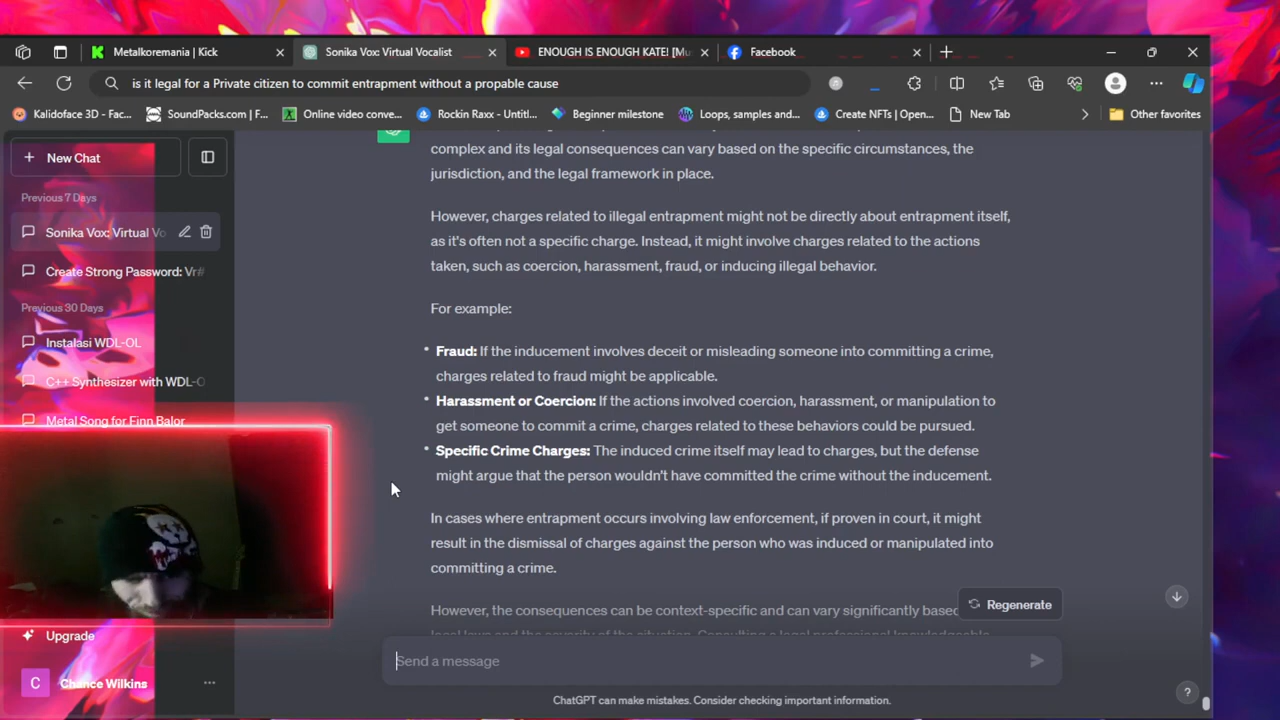 Metalkoremania | Kick
Sonika Vox: Virtual Vocalist
ENOUGH IS ENOUGH KATE! [Mu
Facebook
is it legal for a Private citizen to commit entrapment without a propable cause
Kalidoface 3D - Fac...
SoundPacks.com | F...
Online video conve...
Rockin Raxx - Untitl...
Beginner milestone
Loops, samples and...
Create NFTs | Open...
New Tab
Other favorites
New Chat
Previous 7 Days
Sonika Vox: Virtual Vo
Create Strong Password: Vr#
Previous 30 Days
Instalasi WDL-OL
C++ Synthesizer with WDL-O
Metal Song for Finn Balor
Upgrade
C
Chance Wilkins
complex and its legal consequences can vary based on the specific circumstances, the
jurisdiction, and the legal framework in place.
However, charges related to illegal entrapment might not be directly about entrapment itself,
as it's often not a specific charge. Instead, it might involve charges related to the actions
taken, such as coercion, harassment, fraud, or inducing illegal behavior.
For example:
• Fraud: If the inducement involves deceit or misleading someone into committing a crime,
charges related to fraud might be applicable.
• Harassment or Coercion: If the actions involved coercion, harassment, or manipulation to
get someone to commit a crime, charges related to these behaviors could be pursued.
• Specific Crime Charges: The induced crime itself may lead to charges, but the defense
might argue that the person wouldn't have committed the crime without the inducement.
In cases where entrapment occurs involving law enforcement, if proven in court, it might
result in the dismissal of charges against the person who was induced or manipulated into
committing a crime.
However, the consequences can be context-specific and can vary significantly based
local laws and the severity of the situation. Consulting a legal professional knowledgeable
Regenerate
Send a message
ChatGPT can make mistakes. Consider checking important information.
?